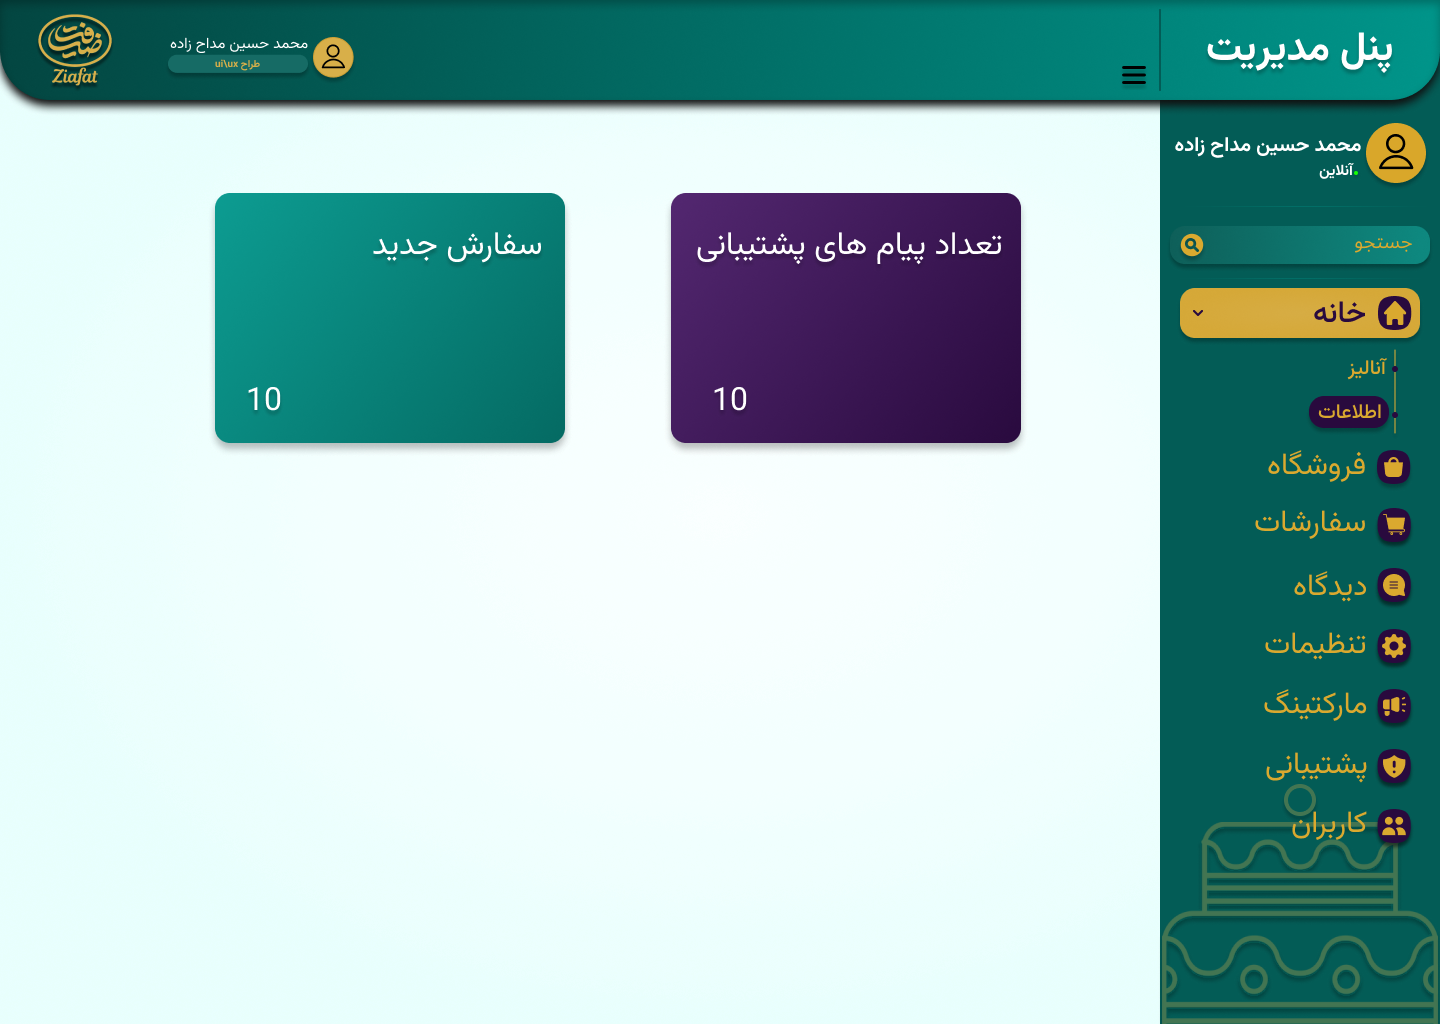 پنل مدیریت
محمد حسین مداح زاده
طراح ui\ux
ضیافت
Ziafat
محمد حسین مداح زاده
آنلاین
جستجو
خانه
آنالیز
اطلاعات
فروشگاه
سفارشات
دیدگاه
تنظیمات
مارکتینگ
پشتیبانی
کاربران
تعداد پیام های پشتیبانی
10
سفارش جدید
10